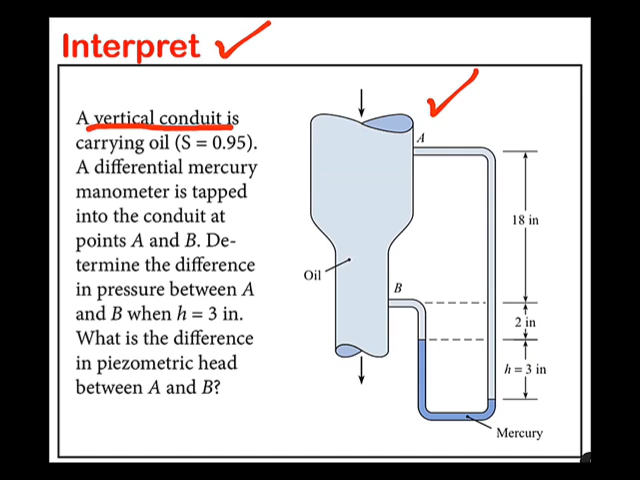 Interpret
A vertical conduit is
carrying oil (S = 0.95).
A differential mercury
manometer is tapped
into the conduit at
points A and B. De-
termine the difference
in pressure between A
and B when h = 3 in.
What is the difference
in piezometric head
between A and B?
A
18 in
Oil
B
2 in
h = 3 in
Mercury